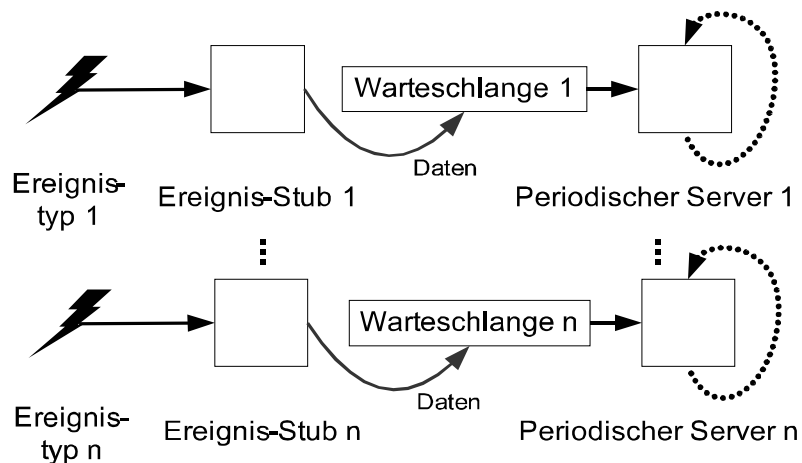 Warteschlange 1
Daten
Ereignis-
typ 1
Ereignis-Stub 1
Periodischer Server 1
Warteschlange n
Daten
Ereignis-
typ n
Ereignis-Stub n
Periodischer Server n